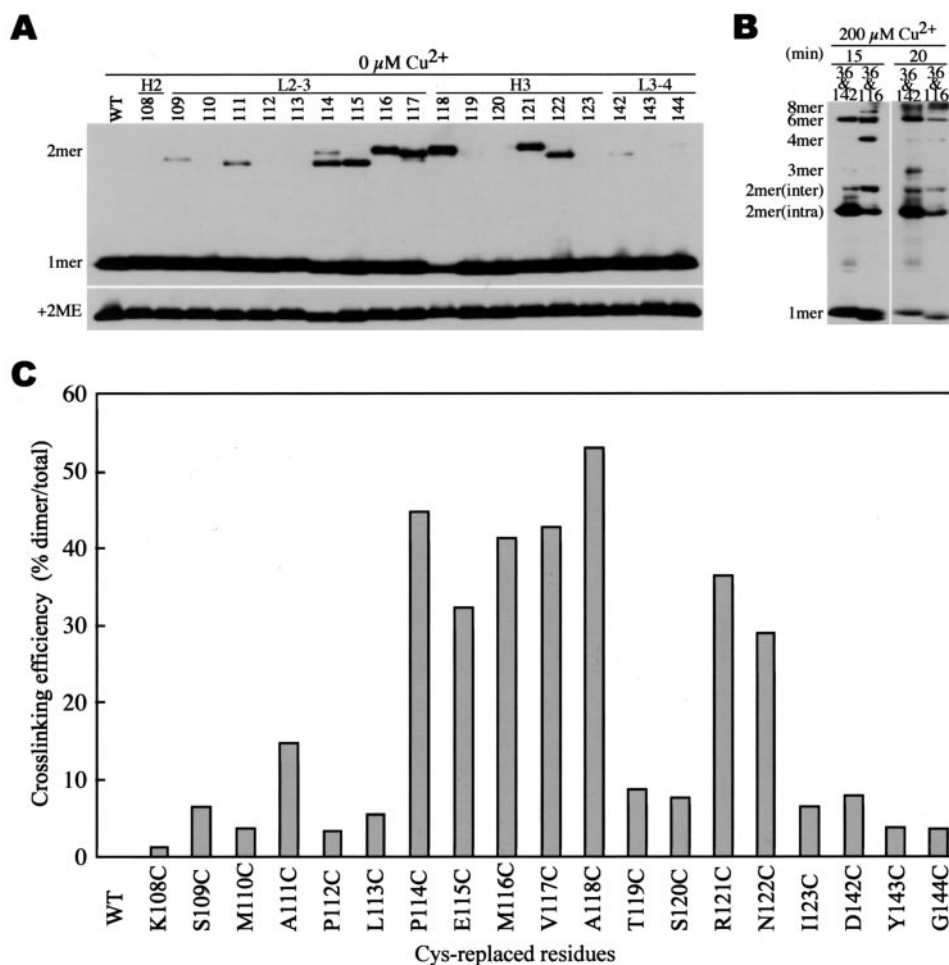 A
0 µM Cu2+
H2 L2-3 H3 L3-4
WT 108 109 110 111 112 113 114 115 116 117 118 119 120 121 122 123 142 143 144
2mer
1mer
+2ME
B
200 µM Cu2+
(min) 15 20
36 36 36 36
& & & &
142 116 142 116
8mer
6mer
4mer
3mer
2mer(inter)
2mer(intra)
1mer
C
Crosslinking efficiency (% dimer/total)
60
50
40
30
20
10
0
WT K108C S109C M110C A111C P112C L113C P114C E115C M116C V117C A118C T119C S120C R121C N122C I123C D142C Y143C G144C
Cys-replaced residues